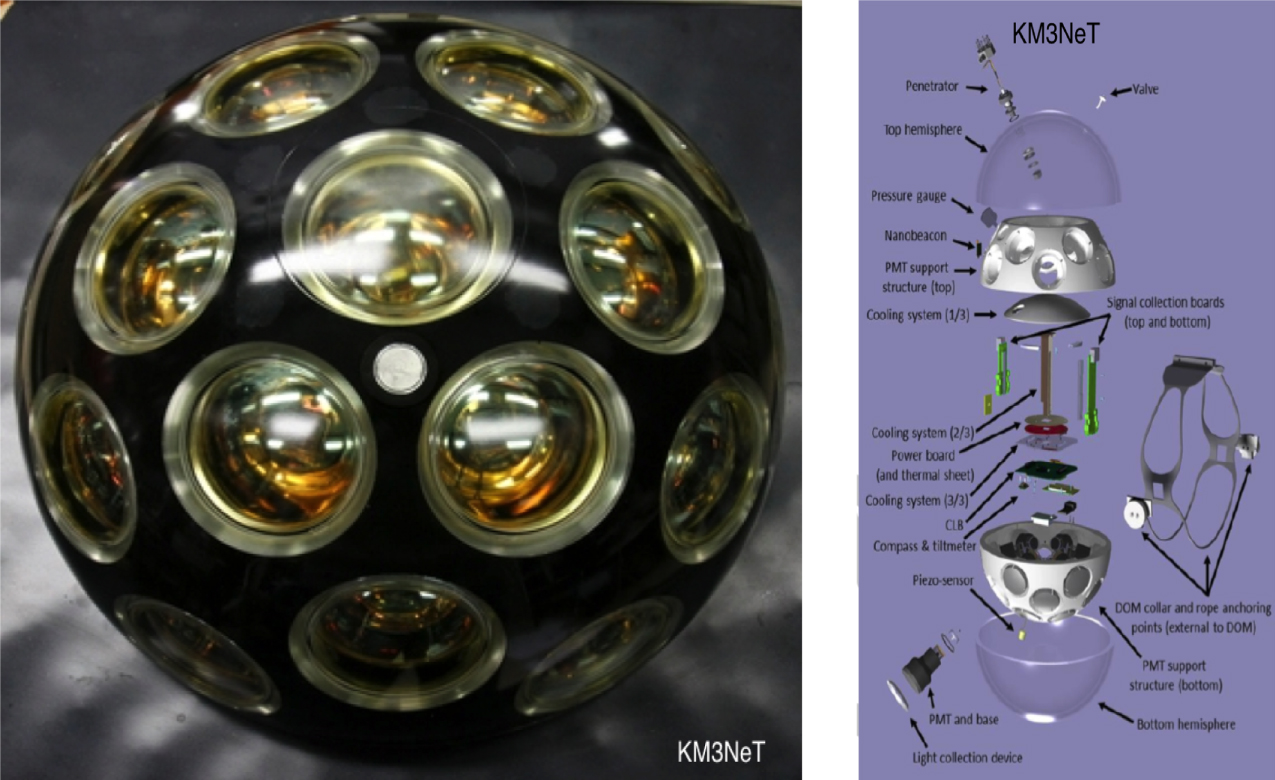 KM3NeT
KM3NeT
Penetrator
Valve
Top hemisphere
Pressure gauge
Nanobeacon
PMT support
structure (top)
Signal collection boards
(top and bottom)
Cooling system (1/3)
Cooling system (2/3)
Power board
(and thermal sheet)
Cooling system (3/3)
CLB
Compass & tiltmeter
Piezo-sensor
DOM collar and rope anchoring
points (external to DOM)
PMT support
structure (bottom)
PMT and base
Bottom hemisphere
Light collection device